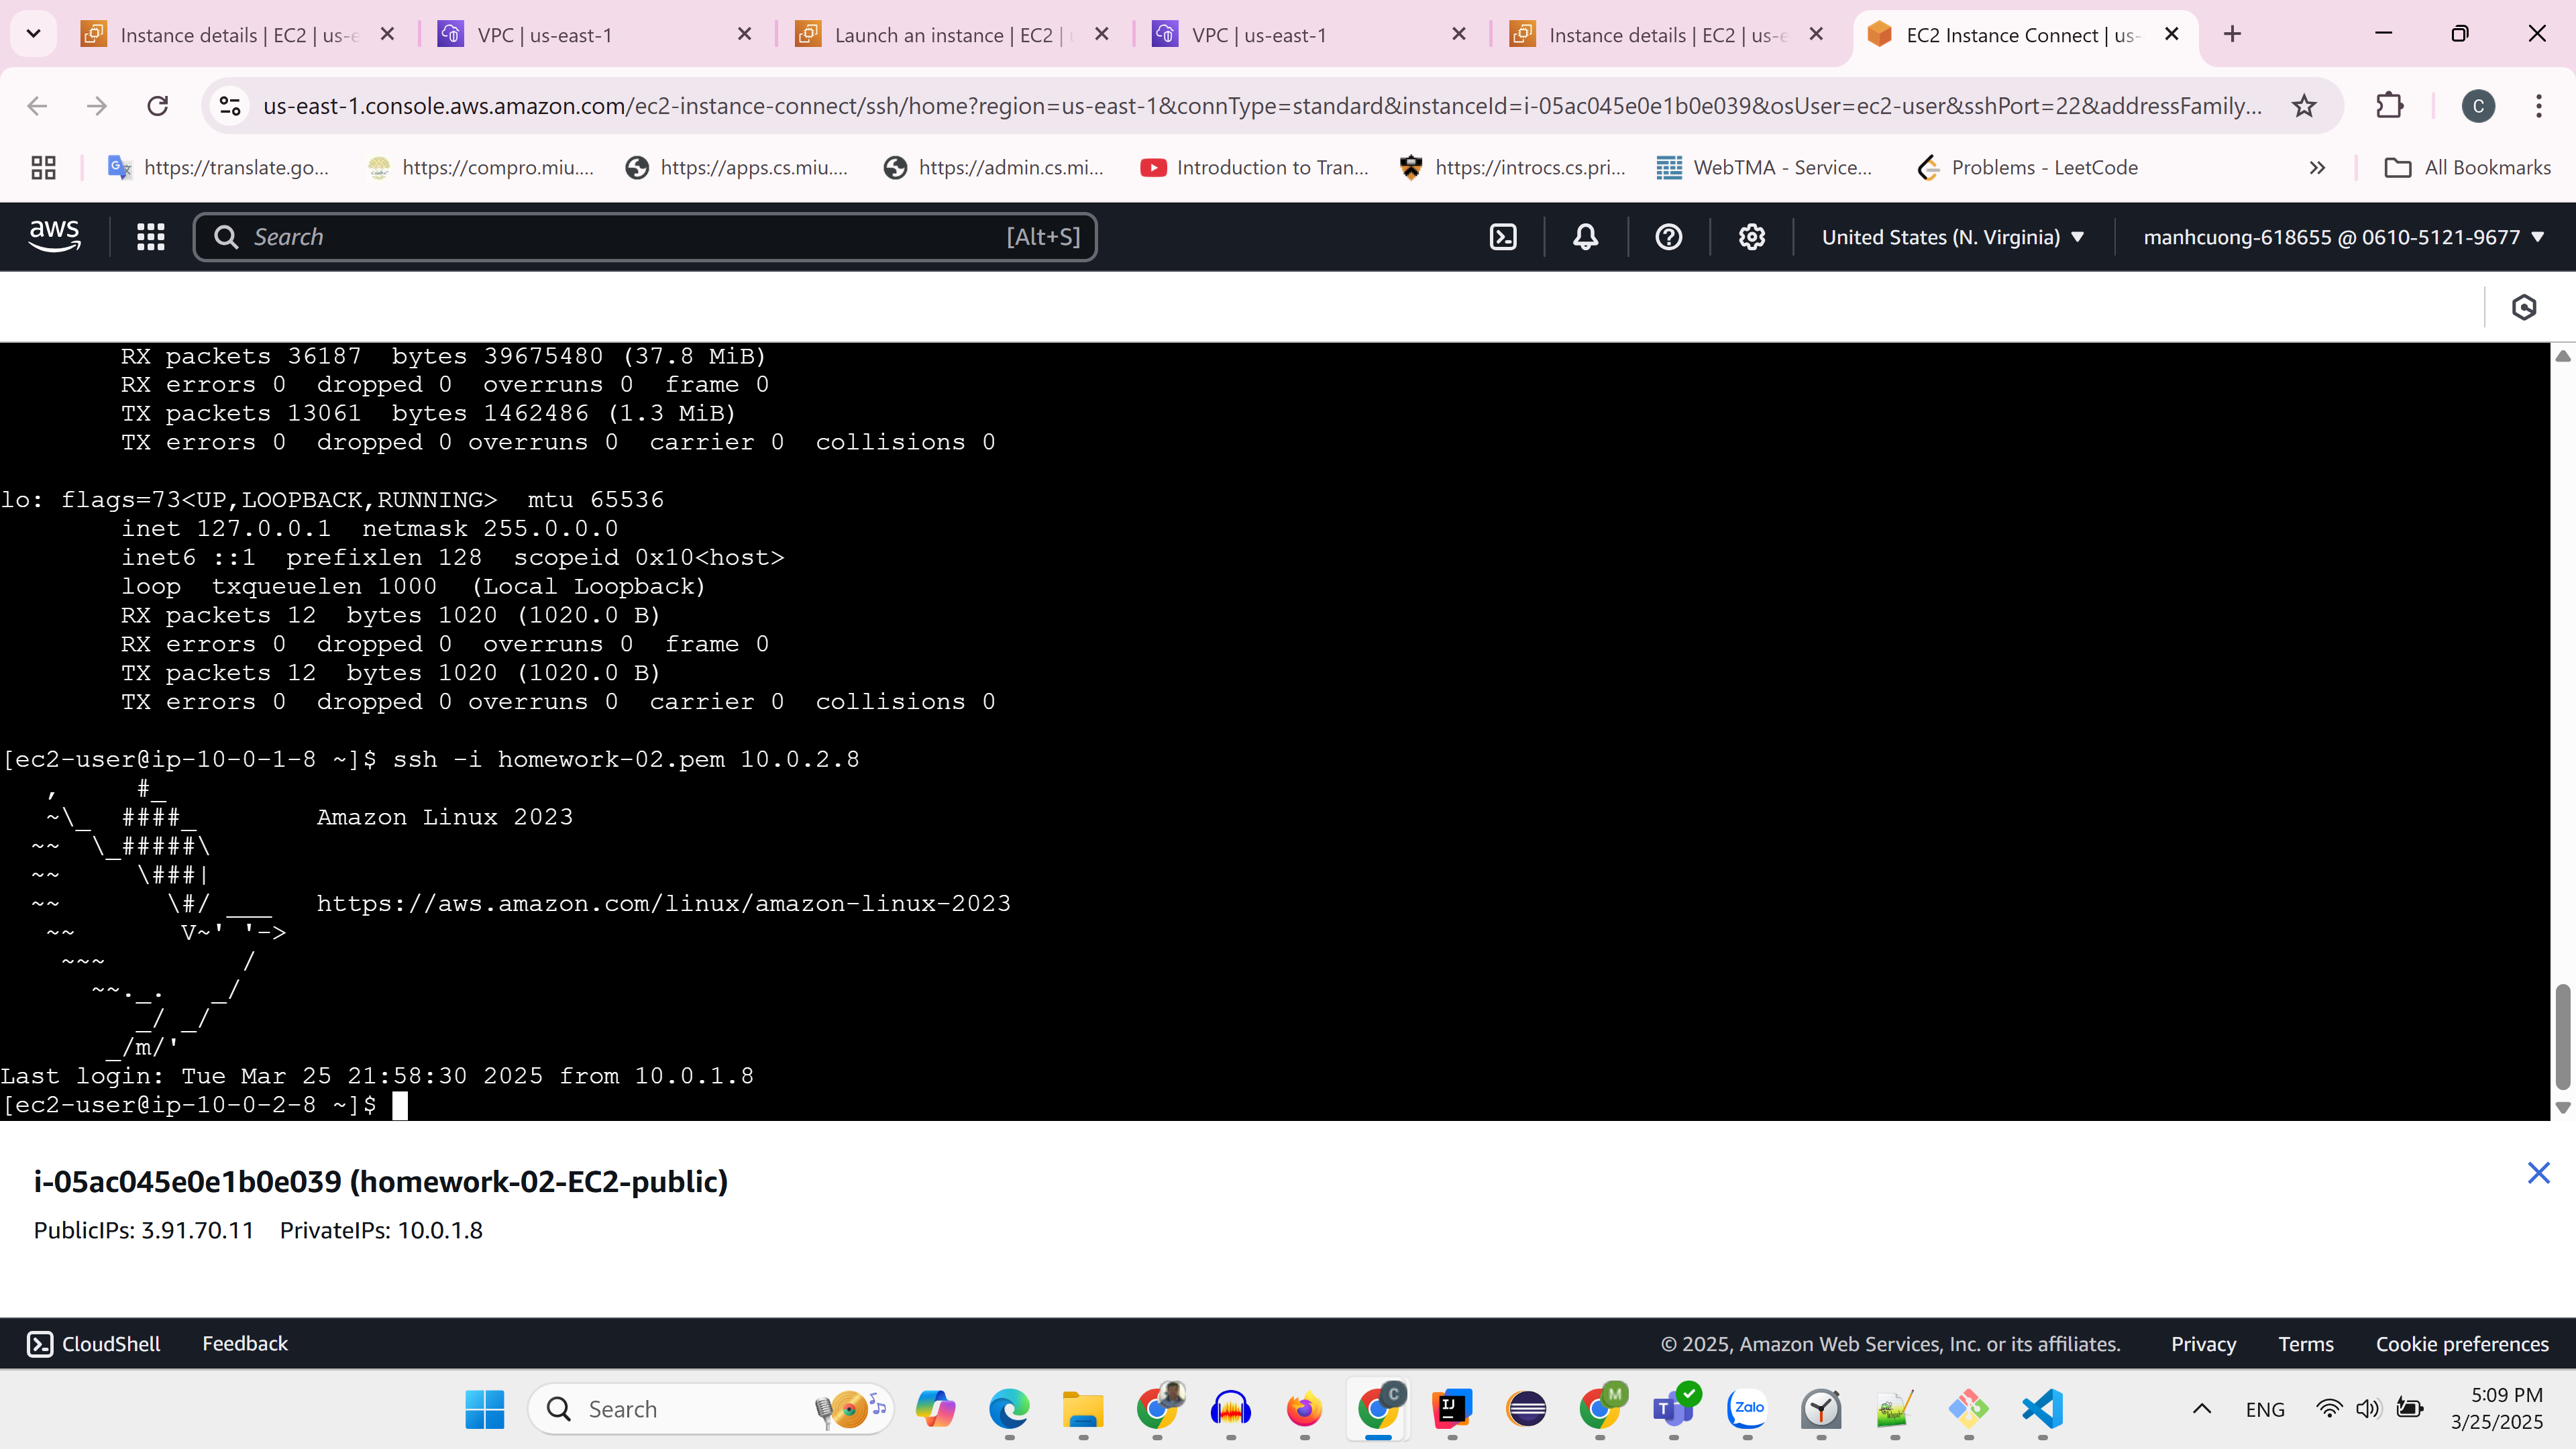 Instance details | EC2 | us-e
VPC | us-east-1
Launch an instance | EC2 |
VPC | us-east-1
Instance details | EC2 | us-e
EC2 Instance Connect | us-
us-east-1.console.aws.amazon.com/ec2-instance-connect/ssh/home?region=us-east-1&connType=standard&instanceId=i-05ac045e0e1b0e039&osUser=ec2-user&sshPort=22&addressFamily...
C
https://translate.go...
https://compro.miu....
https://apps.cs.miu....
https://admin.cs.mi...
Introduction to Tran...
https://introcs.cs.pri...
WebTMA - Service...
Problems - LeetCode
All Bookmarks
aws
Search
[Alt+S]
United States (N. Virginia)
manhcuong-618655 @ 0610-5121-9677
RX packets 36187  bytes 39675480 (37.8 MiB)
RX errors 0  dropped 0  overruns 0  frame 0
TX packets 13061  bytes 1462486 (1.3 MiB)
TX errors 0  dropped 0 overruns 0  carrier 0  collisions 0
lo: flags=73<UP,LOOPBACK,RUNNING>  mtu 65536
inet 127.0.0.1  netmask 255.0.0.0
inet6 ::1  prefixlen 128  scopeid 0x10<host>
loop  txqueuelen 1000  (Local Loopback)
RX packets 12  bytes 1020 (1020.0 B)
RX errors 0  dropped 0  overruns 0  frame 0
TX packets 12  bytes 1020 (1020.0 B)
TX errors 0  dropped 0 overruns 0  carrier 0  collisions 0
[ec2-user@ip-10-0-1-8 ~]$ ssh -i homework-02.pem 10.0.2.8
   ,     #_
   ~\_  ####_        Amazon Linux 2023
  ~~  \_#####\
  ~~     \###|
  ~~       \#/ ___   https://aws.amazon.com/linux/amazon-linux-2023
   ~~       V~' '->
    ~~~         /
      ~~._.   _/
         _/ _/
       _/m/'
Last login: Tue Mar 25 21:58:30 2025 from 10.0.1.8
[ec2-user@ip-10-0-2-8 ~]$
i-05ac045e0e1b0e039 (homework-02-EC2-public)
PublicIPs: 3.91.70.11    PrivateIPs: 10.0.1.8
CloudShell
Feedback
© 2025, Amazon Web Services, Inc. or its affiliates.
Privacy
Terms
Cookie preferences
Search
C
IJ
M
T
Zalo
ENG
5:09 PM
3/25/2025